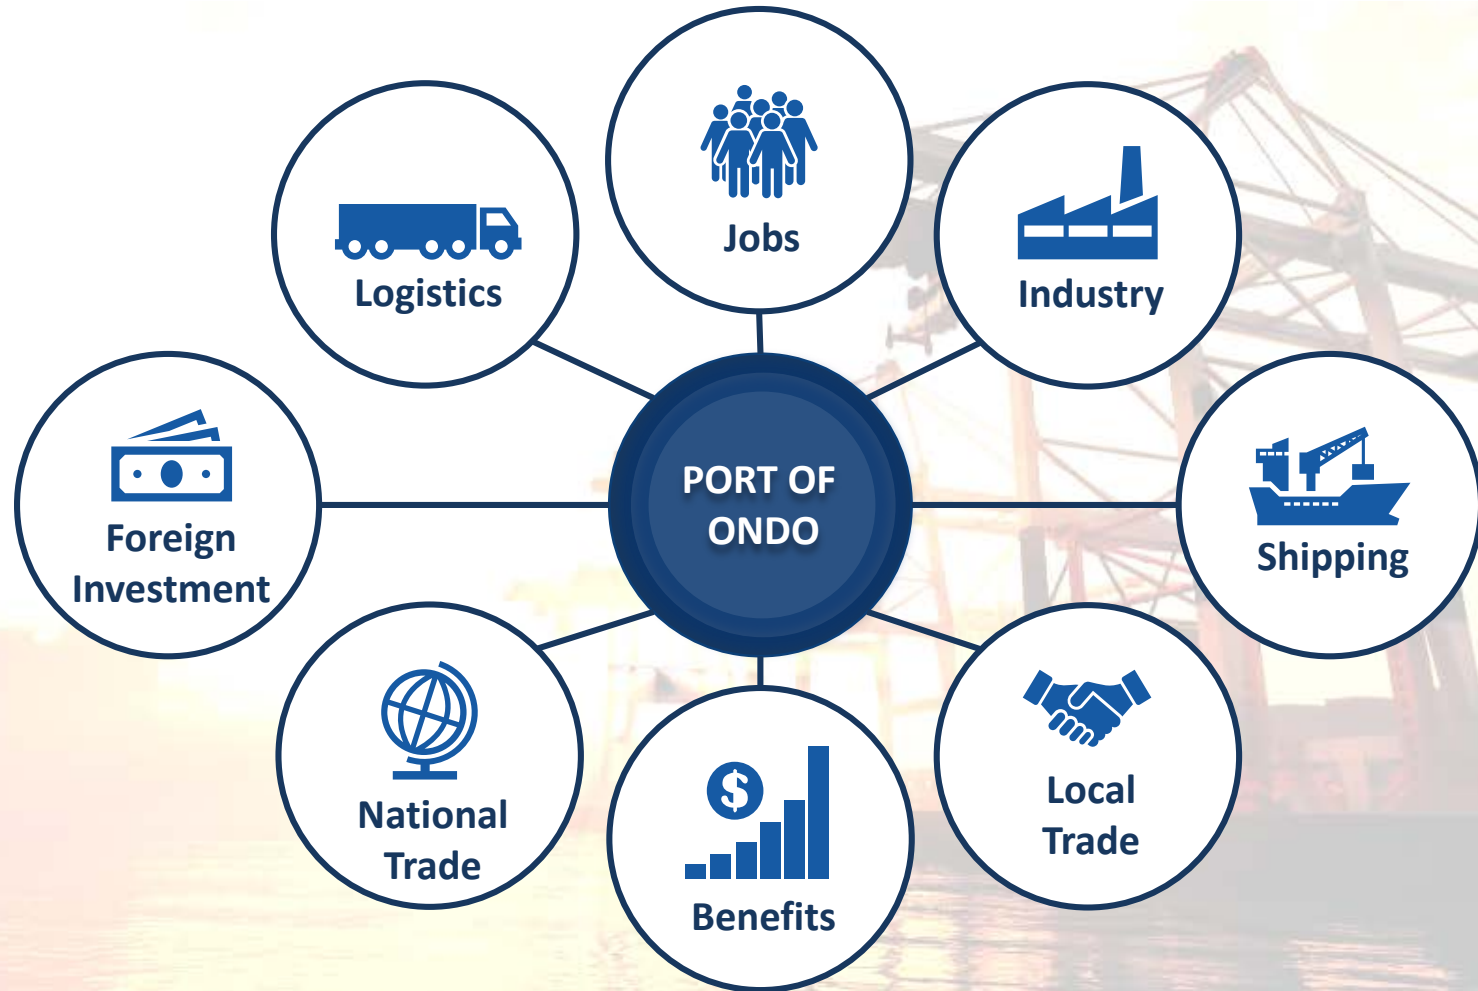 Jobs
Logistics
Industry
PORT OF
ONDO
Foreign
Investment
Shipping
National
Trade
Local
Trade
Benefits